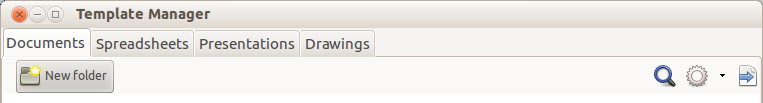 Template Manager
Documents Spreadsheets Presentations Drawings
New folder